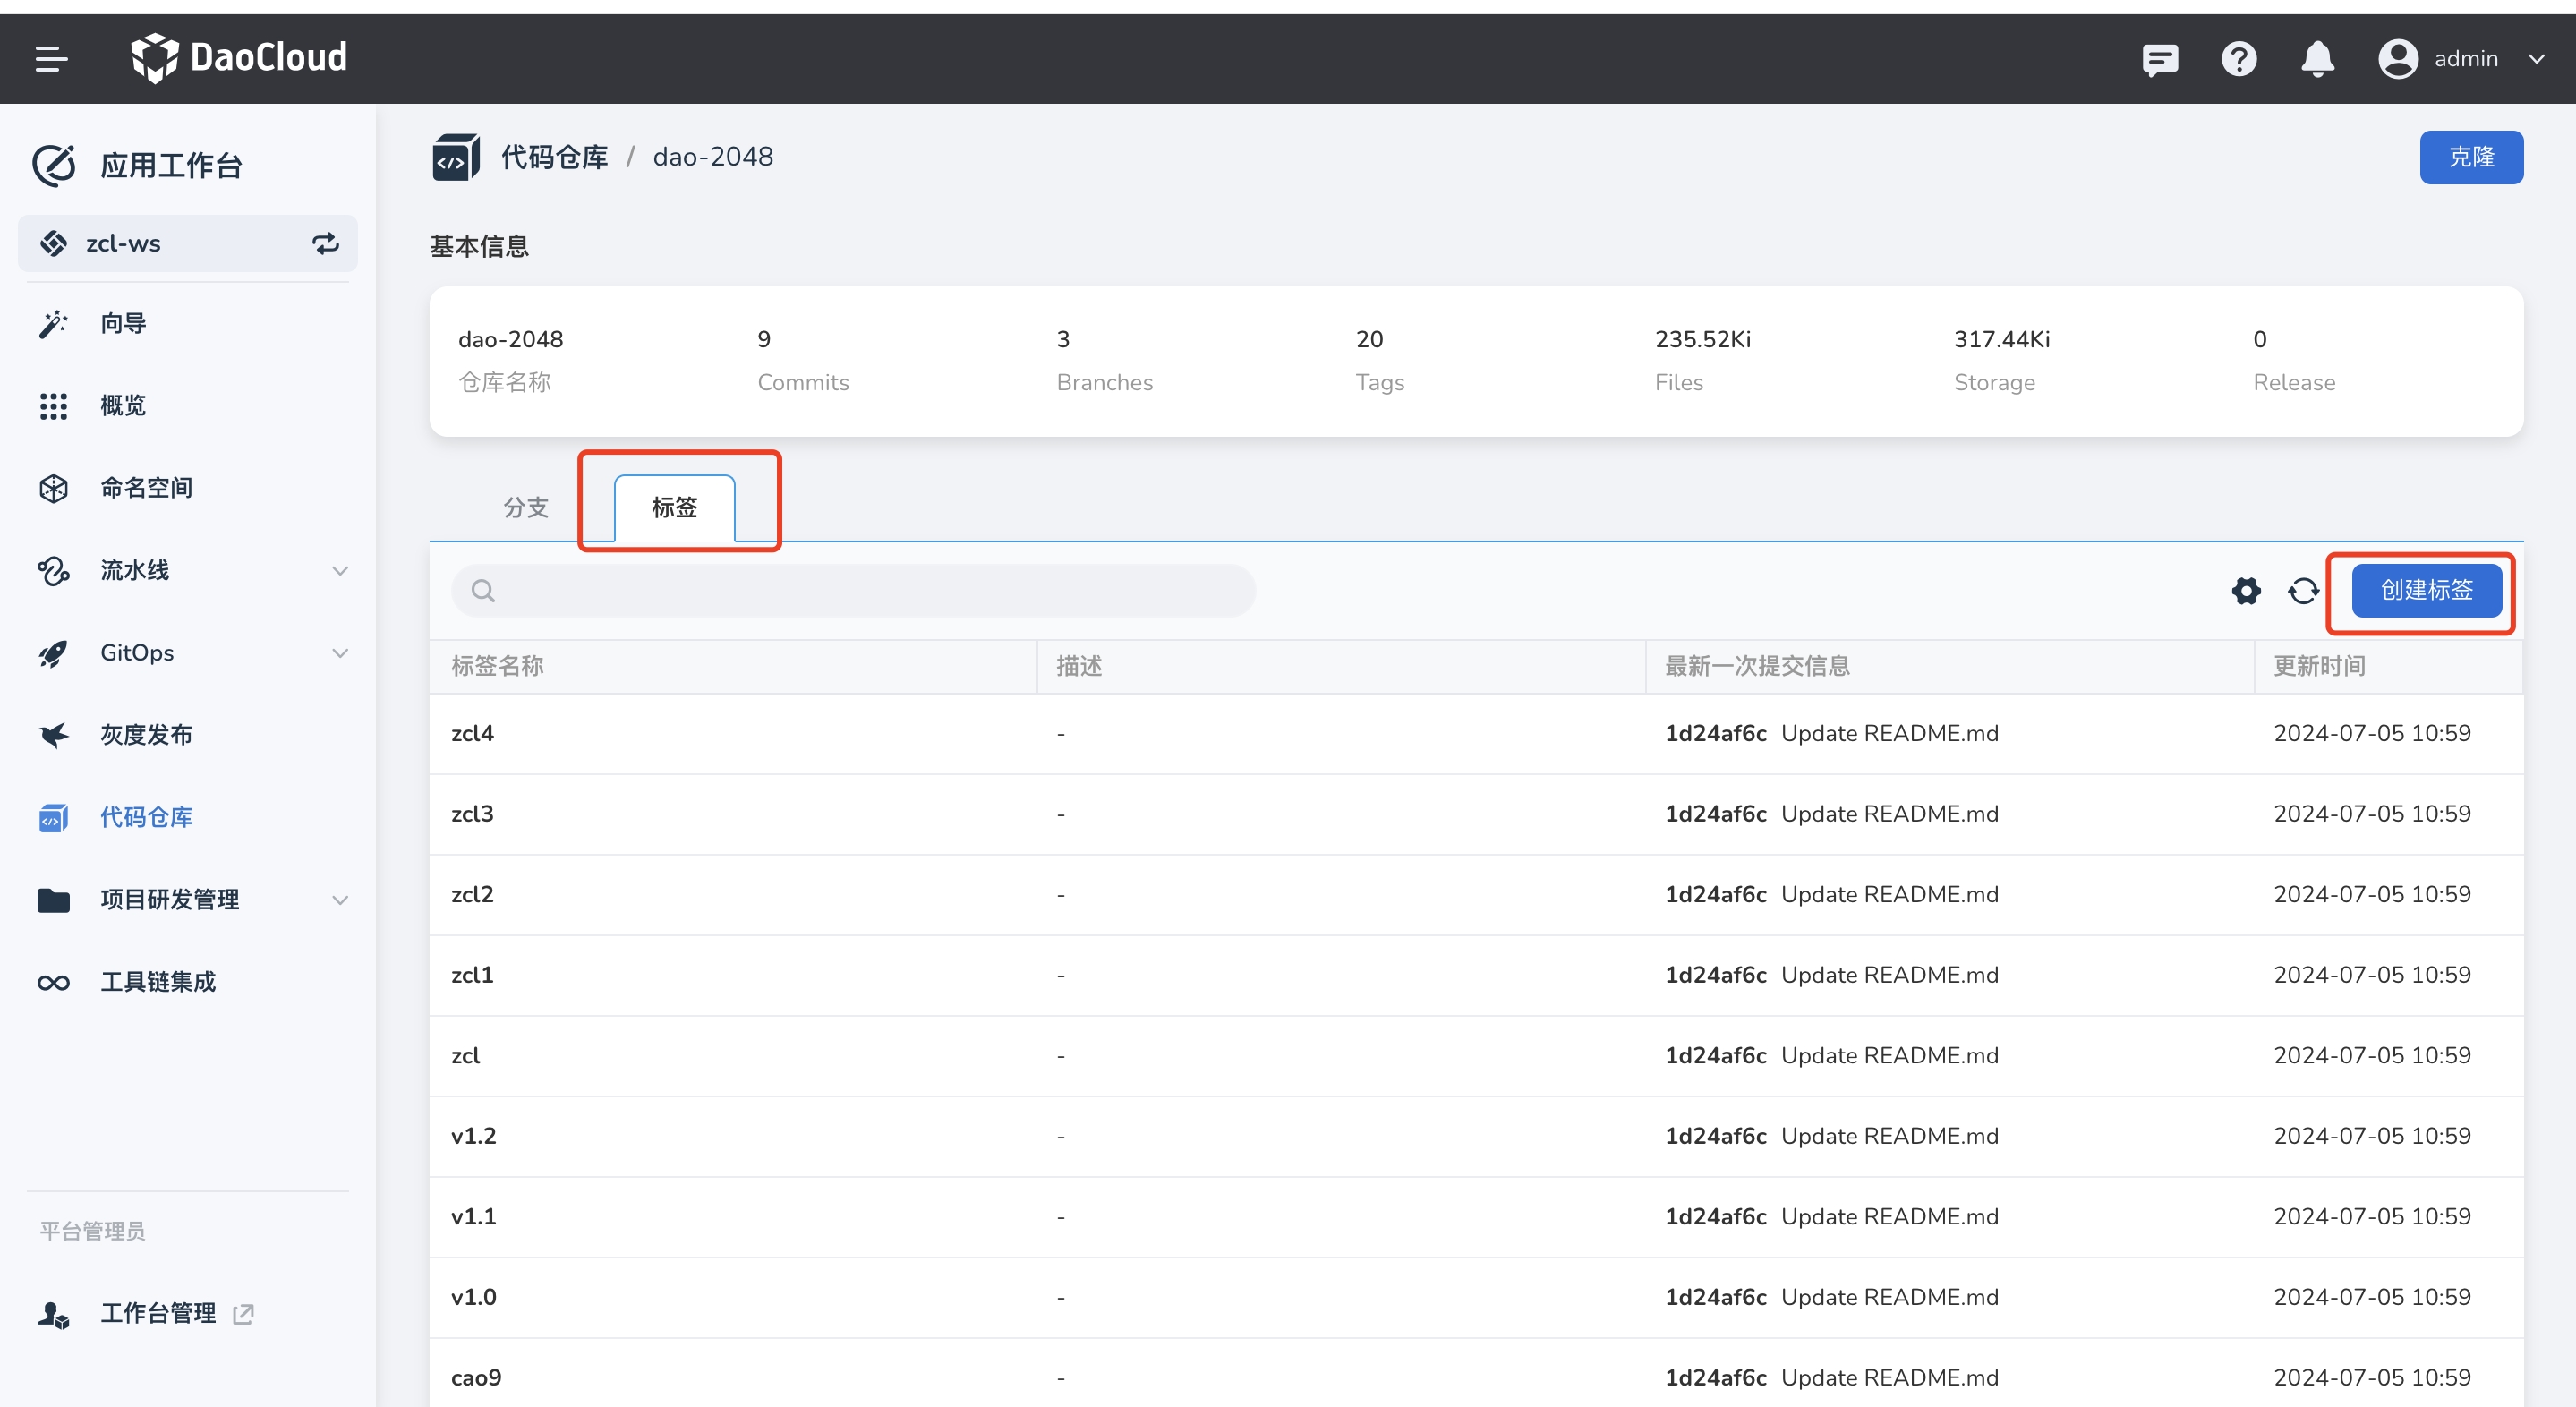 DaoCloud
admin
应用工作台
zcl-ws
向导
概览
命名空间
流水线
GitOps
灰度发布
代码仓库
项目研发管理
工具链集成
平台管理员
工作台管理
代码仓库 / dao-2048
克隆
基本信息
dao-2048 9 3 20 235.52Ki 317.44Ki 0
仓库名称 Commits Branches Tags Files Storage Release
分支 标签
创建标签
标签名称 描述 最新一次提交信息 更新时间
zcl4 - 1d24af6c Update README.md 2024-07-05 10:59
zcl3 - 1d24af6c Update README.md 2024-07-05 10:59
zcl2 - 1d24af6c Update README.md 2024-07-05 10:59
zcl1 - 1d24af6c Update README.md 2024-07-05 10:59
zcl - 1d24af6c Update README.md 2024-07-05 10:59
v1.2 - 1d24af6c Update README.md 2024-07-05 10:59
v1.1 - 1d24af6c Update README.md 2024-07-05 10:59
v1.0 - 1d24af6c Update README.md 2024-07-05 10:59
cao9 - 1d24af6c Update README.md 2024-07-05 10:59